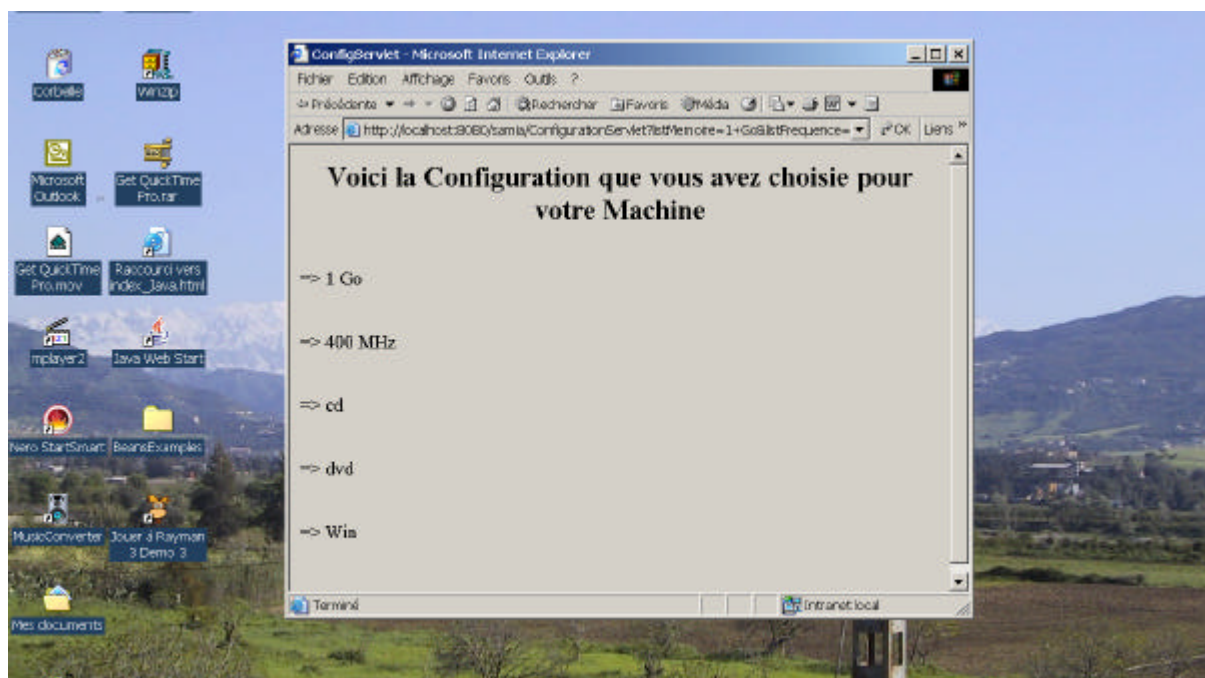 Corbeille
Winzip
Microsoft
Outlook
Get QuickTime
Pro.rar
Get QuickTime
Pro.mov
Raccourci vers
index_Java.html
mplayer2
Java Web Start
Nero StartSmart
BeansExamples
MusicConverter
Jouer à Rayman
3 Demo 3
Mes documents
ConfigServlet - Microsoft Internet Explorer
Fichier Edition Affichage Favoris Outils ?
Précédente Rechercher Favoris Média
Adresse http://localhost:8080/samia/ConfigurationServlet?listMemoire=1+Go&listFrequence= OK Liens »
Voici la Configuration que vous avez choisie pour
votre Machine
=> 1 Go
=> 400 MHz
=> cd
=> dvd
=> Win
Terminé
Intranet local